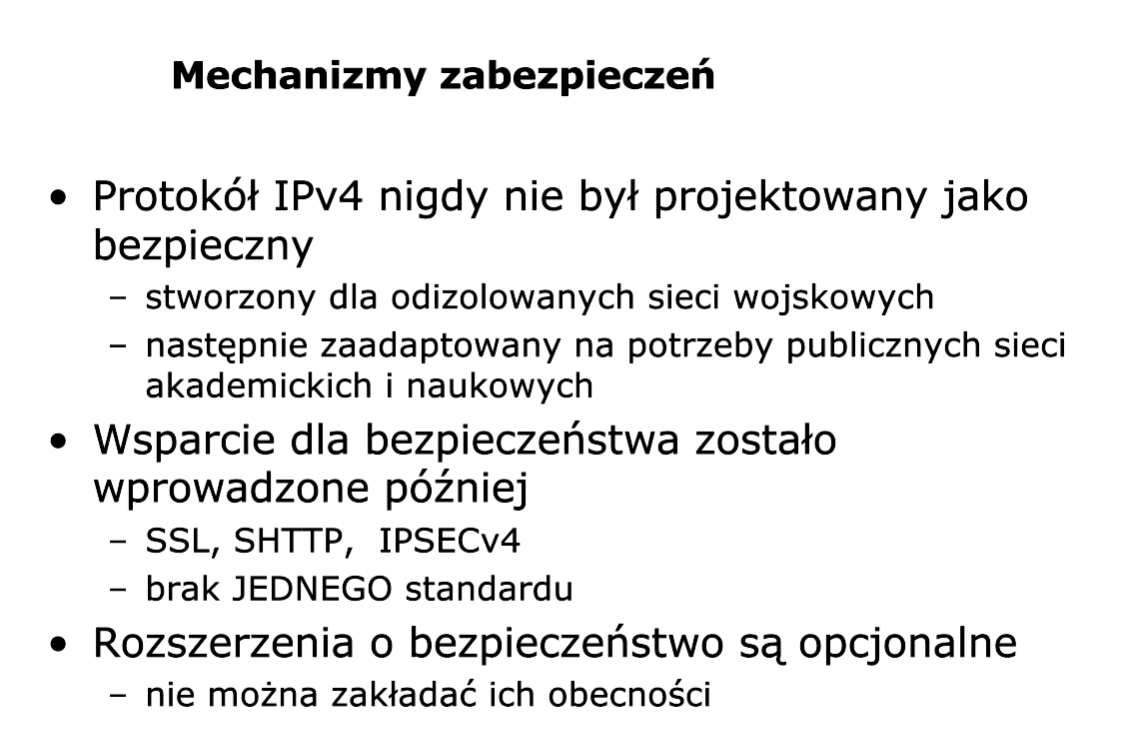 Mechanizmy zabezpieczeń
• Protokół IPv4 nigdy nie był projektowany jako
bezpieczny
– stworzony dla odizolowanych sieci wojskowych
– następnie zaadaptowany na potrzeby publicznych sieci
akademickich i naukowych
• Wsparcie dla bezpieczeństwa zostało
wprowadzone później
– SSL, SHTTP,  IPSECv4
– brak JEDNEGO standardu
• Rozszerzenia o bezpieczeństwo są opcjonalne
– nie można zakładać ich obecności